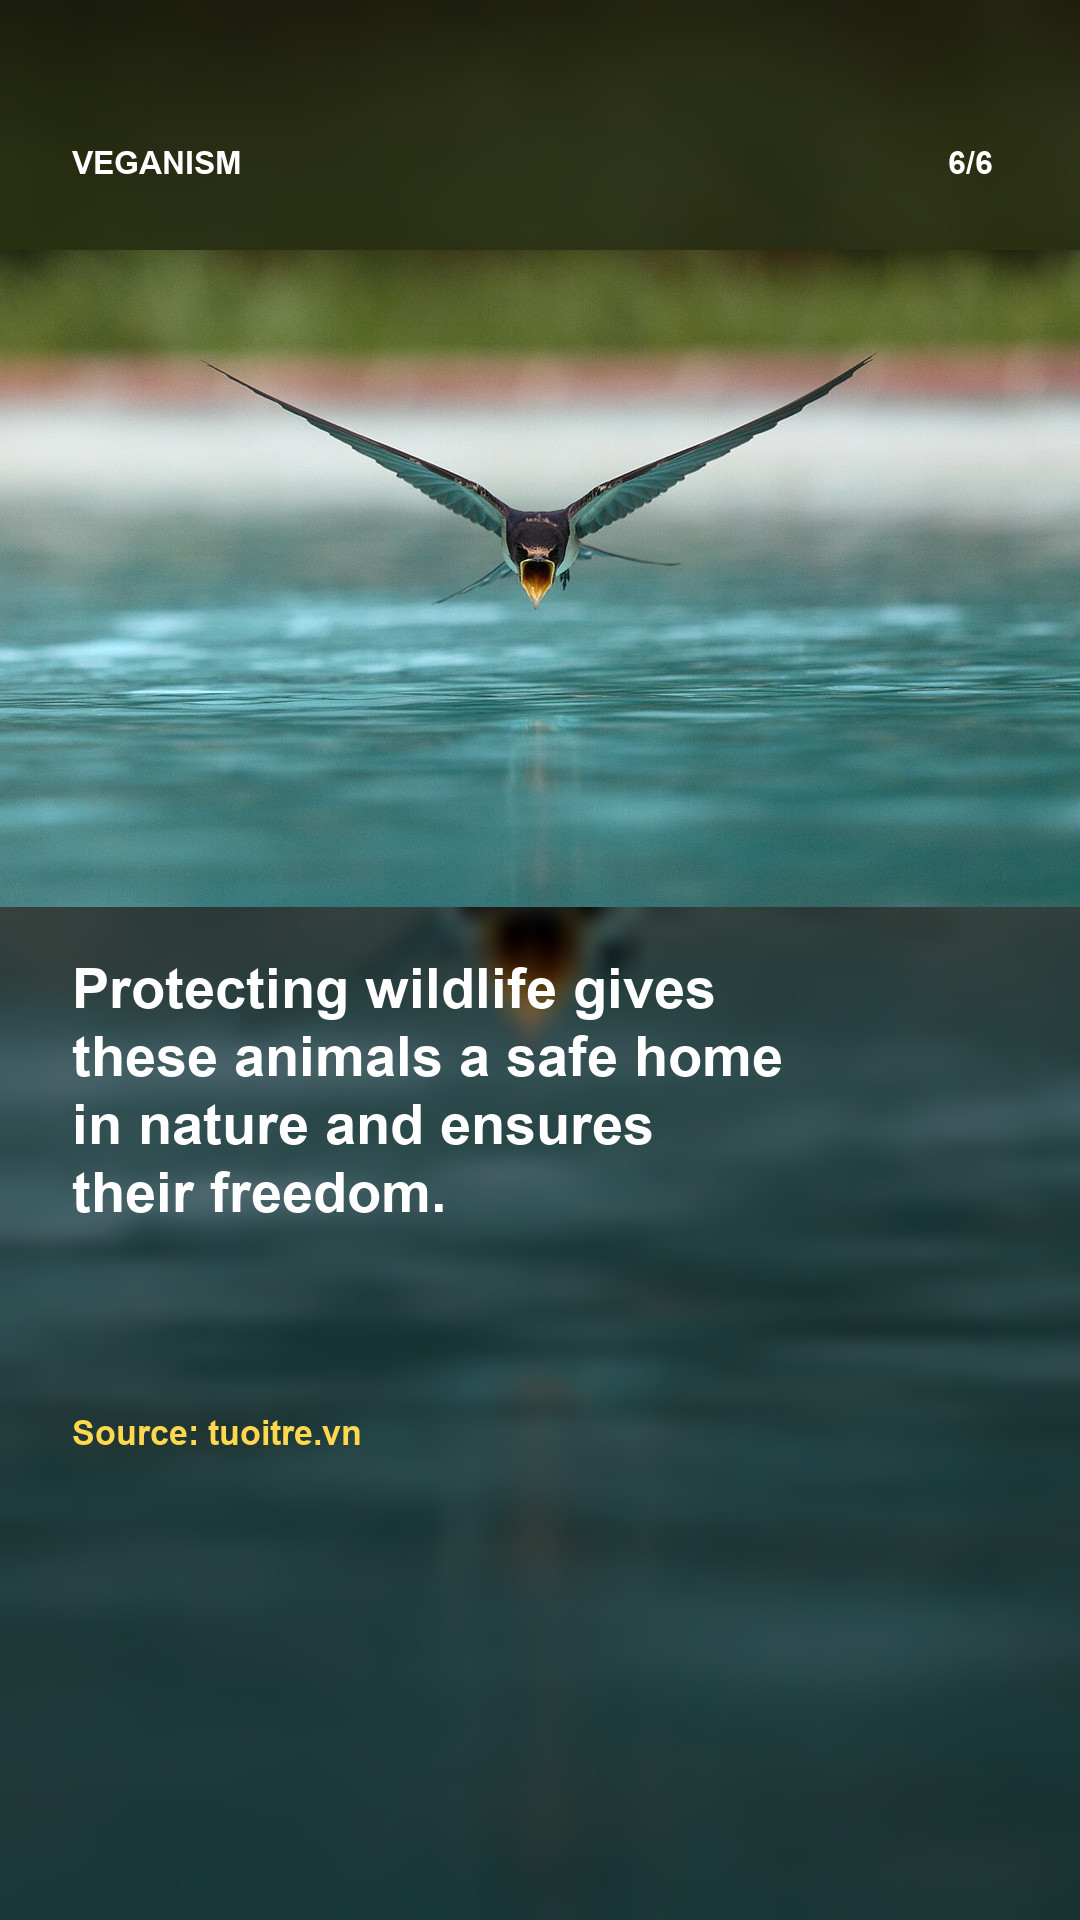 VEGANISM
6/6
Protecting wildlife gives
these animals a safe home
in nature and ensures
their freedom.
Source: tuoitre.vn